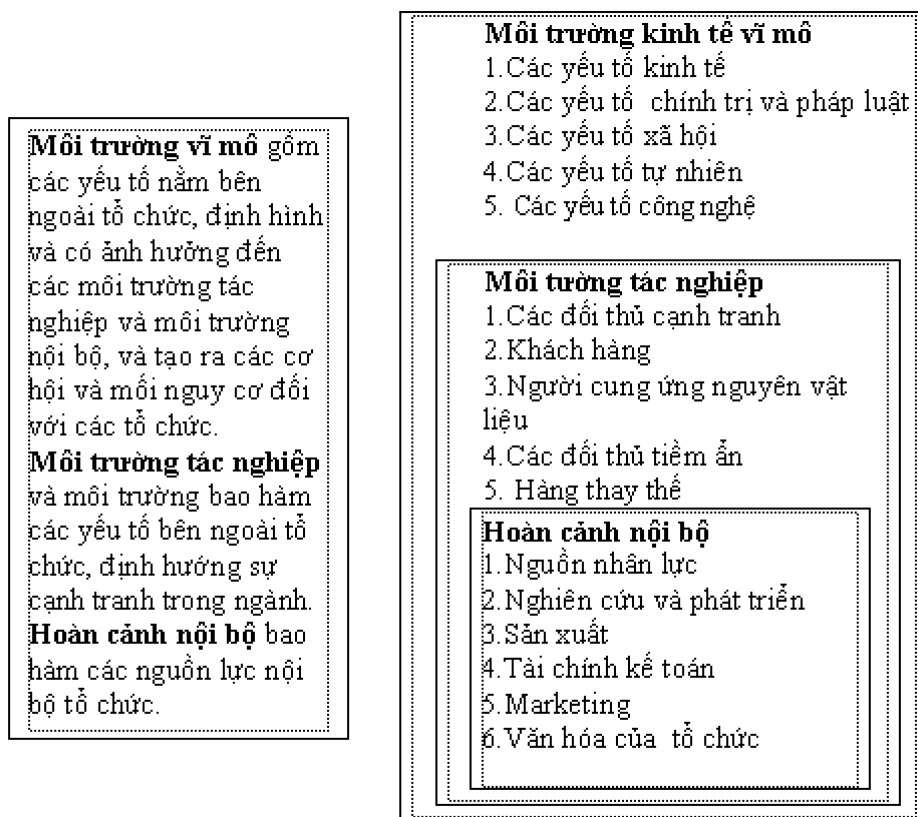 Môi trường vĩ mô gồm
các yếu tố nằm bên
ngoài tổ chức, định hình
và có ảnh hưởng đến
các môi trường tác
nghiệp và môi trường
nội bộ, và tạo ra các cơ
hội và mối nguy cơ đối
với các tổ chức.
Môi trường tác nghiệp
và môi trường bao hàm
các yếu tố bên ngoài tổ
chức, định hướng sự
cạnh tranh trong ngành.
Hoàn cảnh nội bộ bao
hàm các nguồn lực nội
bộ tổ chức.
Môi trường kinh tế vĩ mô
1.Các yếu tố kinh tế
2.Các yếu tố chính trị và pháp luật
3.Các yếu tố xã hội
4.Các yếu tố tự nhiên
5. Các yếu tố công nghệ
Môi tường tác nghiệp
1.Các đối thủ cạnh tranh
2.Khách hàng
3.Người cung ứng nguyên vật
liệu
4.Các đối thủ tiềm ẩn
5. Hàng thay thế
Hoàn cảnh nội bộ
1.Nguồn nhân lực
2.Nghiên cứu và phát triển
3.Sản xuất
4.Tài chính kế toán
5.Marketing
6.Văn hóa của tổ chức